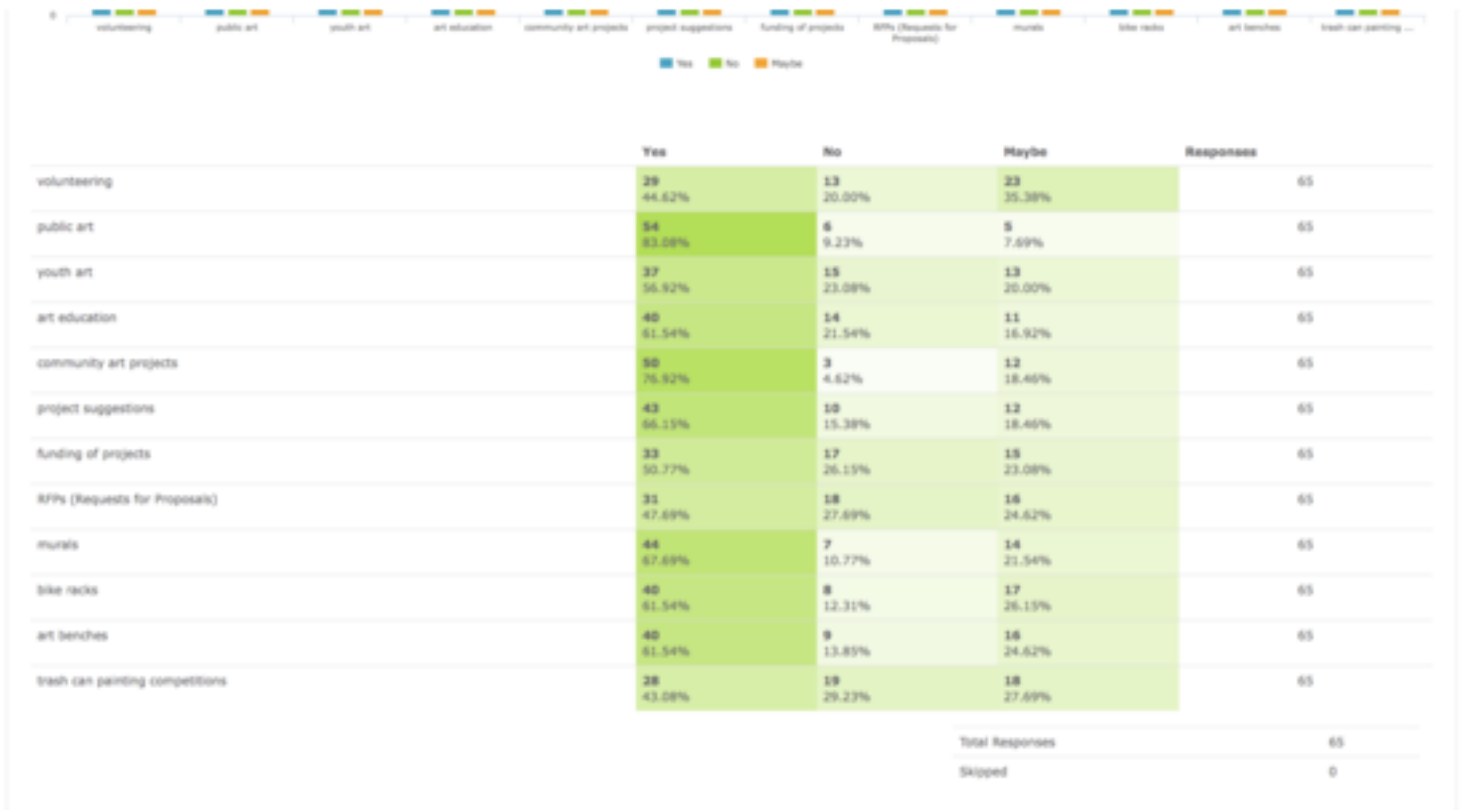 0
volunteering public art youth art art education community art projects project suggestions funding of projects RFPs (Requests for Proposals) murals bike racks art benches trash can painting ...
Yes No Maybe
Yes No Maybe Responses
volunteering 29 13 23 65
44.62% 20.00% 35.38%
public art 54 6 5 65
83.08% 9.23% 7.69%
youth art 37 15 13 65
56.92% 23.08% 20.00%
art education 40 14 11 65
61.54% 21.54% 16.92%
community art projects 50 3 12 65
76.92% 4.62% 18.46%
project suggestions 43 10 12 65
66.15% 15.38% 18.46%
funding of projects 33 17 15 65
50.77% 26.15% 23.08%
RFPs (Requests for Proposals) 31 18 16 65
47.69% 27.69% 24.62%
murals 44 7 14 65
67.69% 10.77% 21.54%
bike racks 40 8 17 65
61.54% 12.31% 26.15%
art benches 40 9 16 65
61.54% 13.85% 24.62%
trash can painting competitions 28 19 18 65
43.08% 29.23% 27.69%
Total Responses 65
Skipped 0